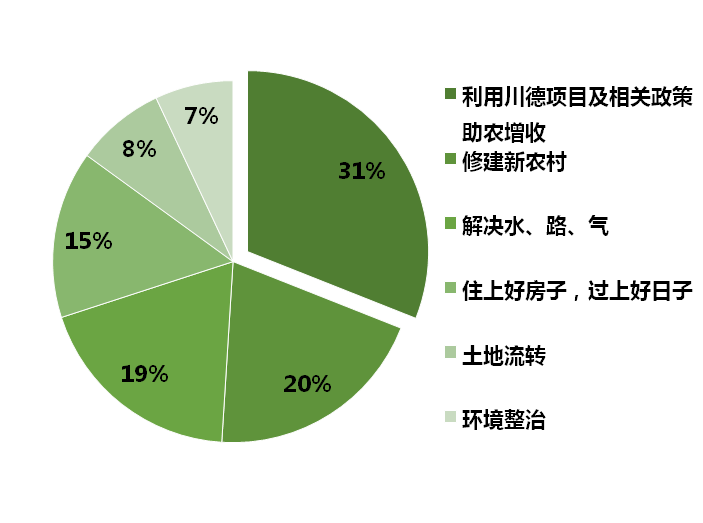 7%
8%
31%
15%
19%
20%
利用川德项目及相关政策
助农增收
修建新农村
解决水、路、气
住上好房子，过上好日子
土地流转
环境整治